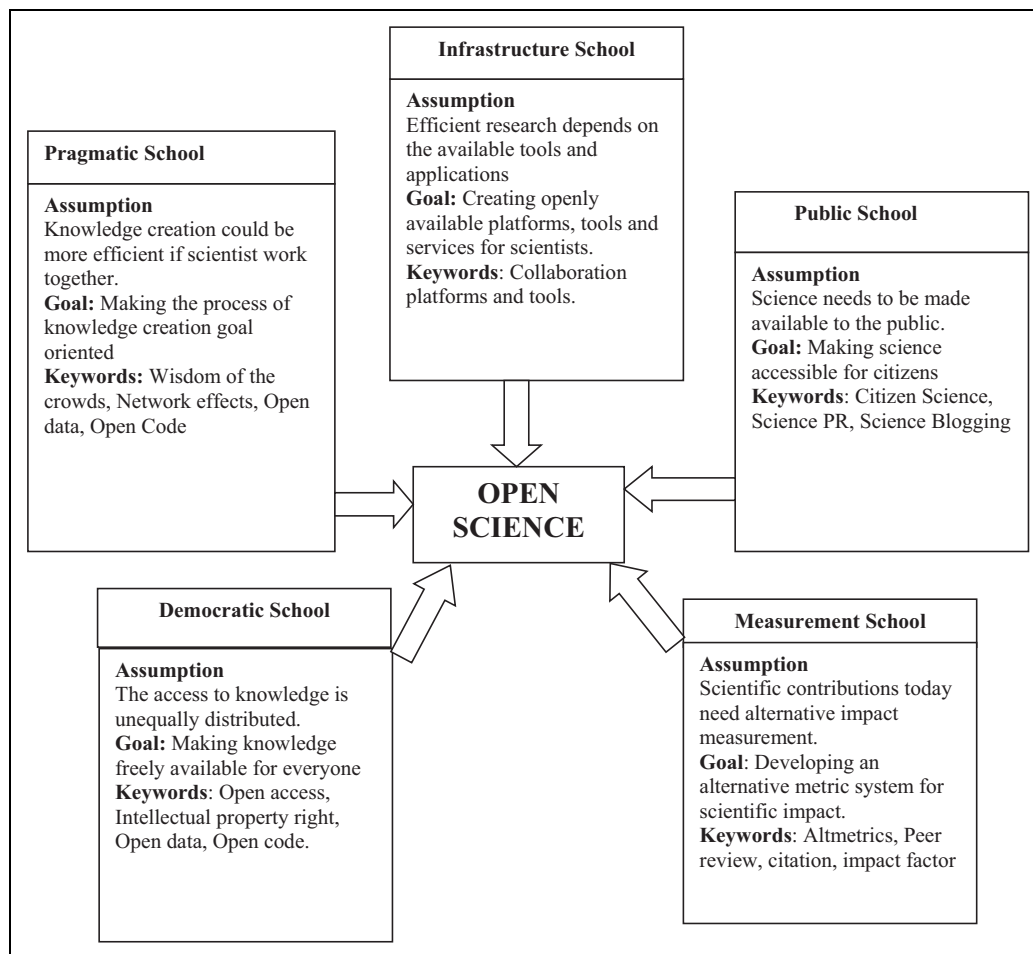 Infrastructure School
Assumption
Efficient research depends on
the available tools and
applications
Goal: Creating openly
available platforms, tools and
services for scientists.
Keywords: Collaboration
platforms and tools.
Pragmatic School
Assumption
Knowledge creation could be
more efficient if scientist work
together.
Goal: Making the process of
knowledge creation goal
oriented
Keywords: Wisdom of the
crowds, Network effects, Open
data, Open Code
Public School
Assumption
Science needs to be made
available to the public.
Goal: Making science
accessible for citizens
Keywords: Citizen Science,
Science PR, Science Blogging
OPEN
SCIENCE
Democratic School
Assumption
The access to knowledge is
unequally distributed.
Goal: Making knowledge
freely available for everyone
Keywords: Open access,
Intellectual property right,
Open data, Open code.
Measurement School
Assumption
Scientific contributions today
need alternative impact
measurement.
Goal: Developing an
alternative metric system for
scientific impact.
Keywords: Altmetrics, Peer
review, citation, impact factor